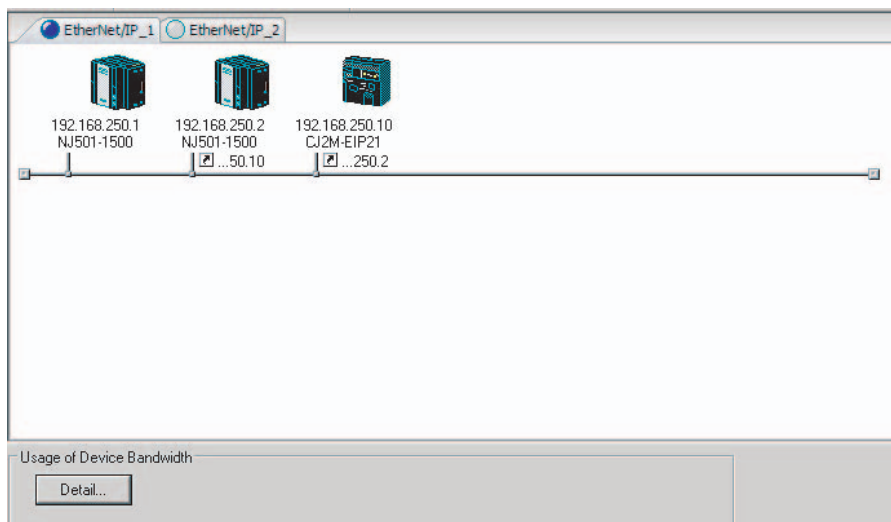 EtherNet/IP_1 EtherNet/IP_2
192.168.250.1 192.168.250.2 192.168.250.10
NJ501-1500 NJ501-1500 CJ2M-EIP21
...50.10 ...250.2
Usage of Device Bandwidth
Detail...